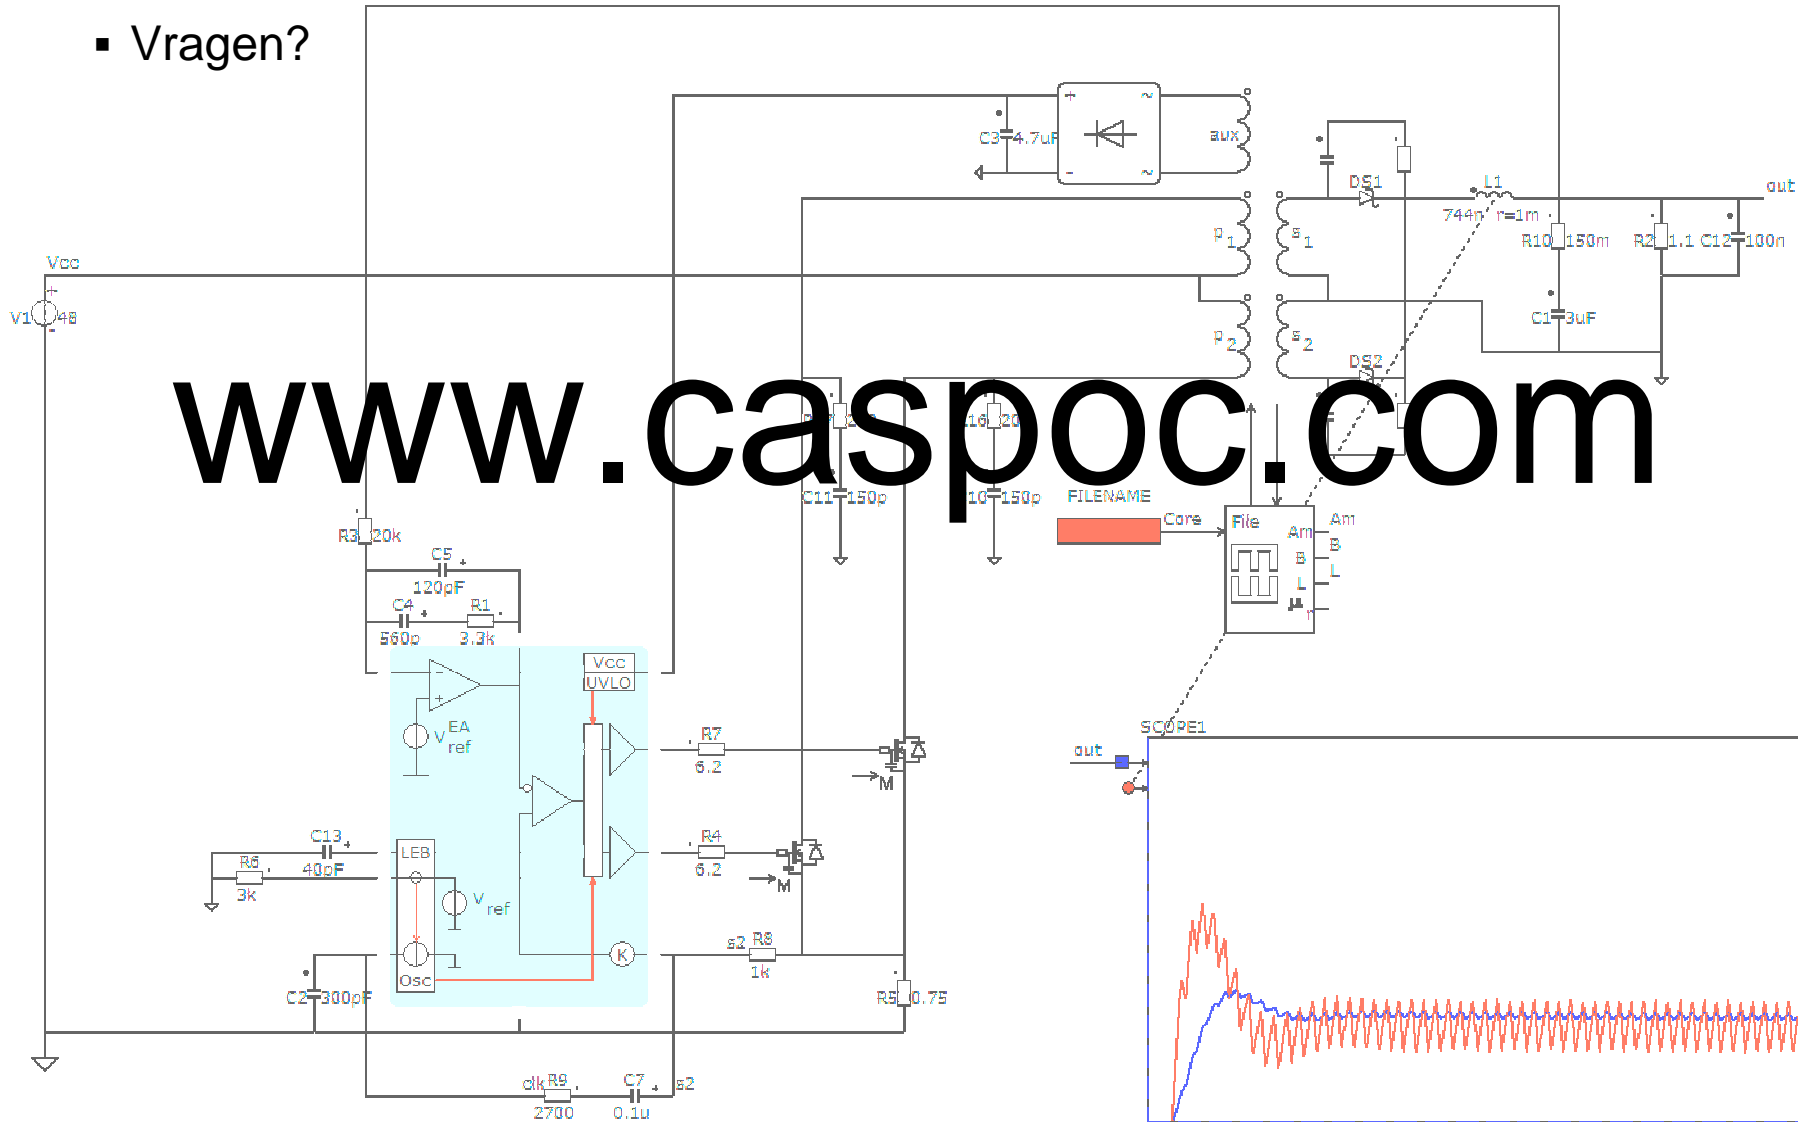 ▪ Vragen?
C3 4.7uF
+ ~
- ~
aux
DS1
L1
744n r=1m
out
p1
s1
R10 150m
R2 1.1
C12 100n
Vcc
V1 48
+
-
p2
s2
C1 3uF
DS2
www.caspoc.com
C11 150p
10 150p
FILENAME
Core
File
Am Am
B B
L L
µ r
R3 20k
C5
120pF
C4 R1
560p 3.3k
Vcc
UVLO
V EA ref
SCOPE1
out
R7
6.2
M
C13
40pF
LEB
R6
3k
R4
6.2
M
V ref
s2 R8
1k
K
Osc
C2 300pF
R5 0.75
clk R9
2700
C7 s2
0.1u